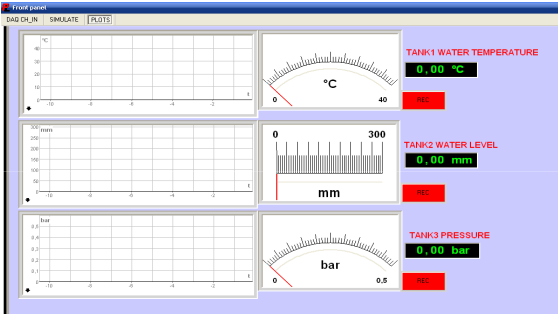 Front panel
DAQ CH_IN SIMULATE PLOTS
°C
40
30
20
10
0
-10 -8 -6 -4 -2
t
°C
0 40
TANK1 WATER TEMPERATURE
0,00 °C
REC
mm
300
250
200
150
100
50
0
-10 -8 -6 -4 -2
t
0 300
mm
TANK2 WATER LEVEL
0,00 mm
REC
bar
0,4
0,3
0,2
0,1
0
-10 -8 -6 -4 -2
t
bar
0 0,5
TANK3 PRESSURE
0,00 bar
REC